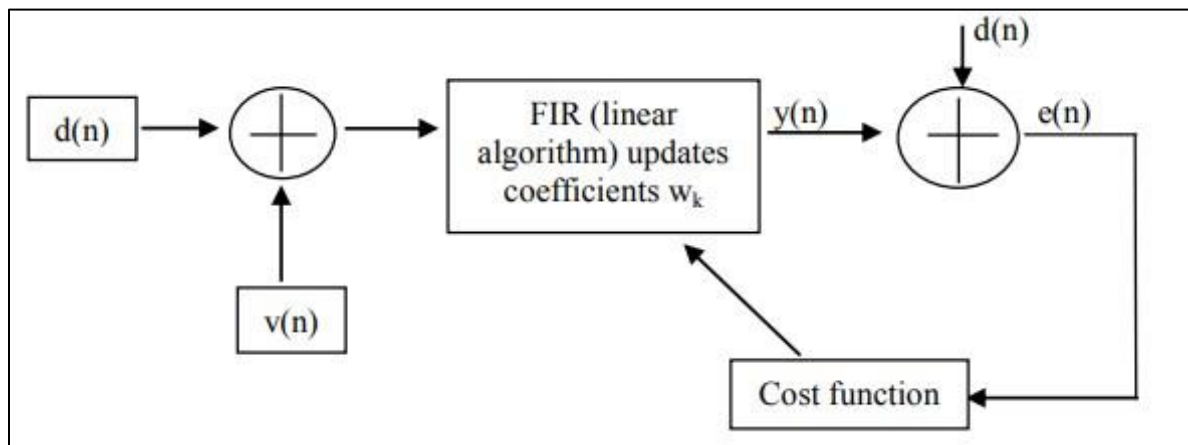 d(n)
d(n)
FIR (linear
algorithm) updates
coefficients wₖ
y(n)
e(n)
v(n)
Cost function